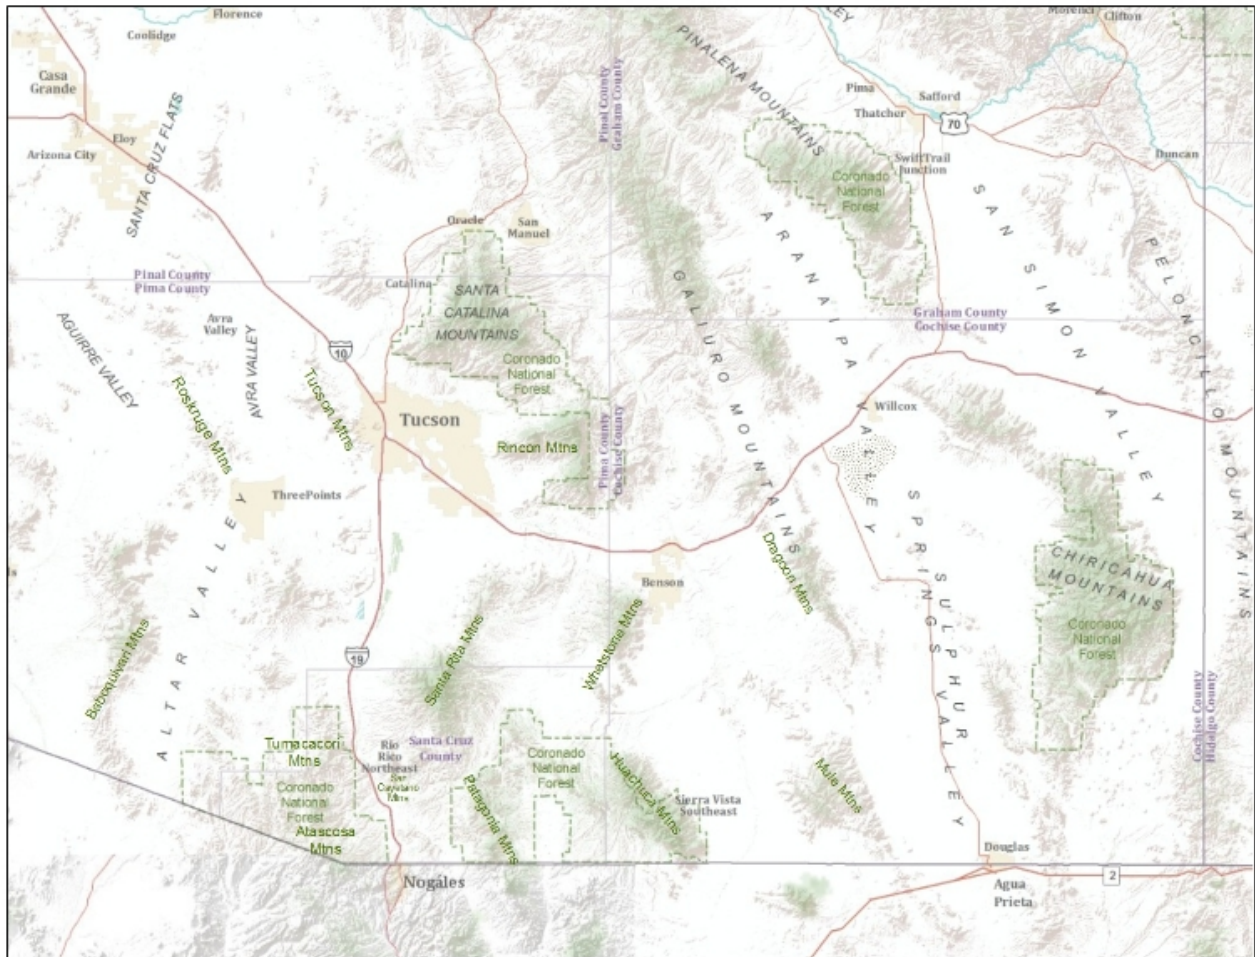 Florence
Coolidge
LEY
Morenci
Clifton
Casa
Grande
PINALENA MOUNTAINS
Pinal County
Graham County
Pima
Safford
Thatcher
70
SANTA CRUZ FLATS
Eloy
Arizona City
Duncan
SwiftTrail
Junction
Coronado
National
Forest
Oracle
San
Manuel
ARANAIPA VALLEY
SAN SIMON VALLEY
PELONCILLO MOUNTAINS
Pinal County
Pima County
Catalina
SANTA
CATALINA
MOUNTAINS
GALIURO MOUNTAINS
Graham County
Cochise County
AGUIRRE VALLEY
Avra
Valley
AVRA VALLEY
10
Coronado
National
Forest
Roskruge Mtns
Tucson Mtns
Tucson
Willcox
Rincon Mtns
Pima County
Cochise County
ThreePoints
ALTAR VALLEY
SPRINGS
SULPHUR
VALLEY
Dragoon Mtns
CHIRICAHUA
MOUNTAINS
Coronado
National
Forest
Benson
Whetstone Mtns
Baboquivari Mtns
Santa Rita Mtns
19
Cochise County
Hidalgo County
Tumacacori
Mtns
Rio
Rico
Northeast
Santa Cruz
County
San
Cayetano
Mtns
Coronado
National
Forest
Coronado
National
Forest
Atascosa
Mtns
Patagonia Mtns
Huachuca Mtns
Sierra Vista
Southeast
Mule Mtns
Douglas
Nogales
2
Agua
Prieta